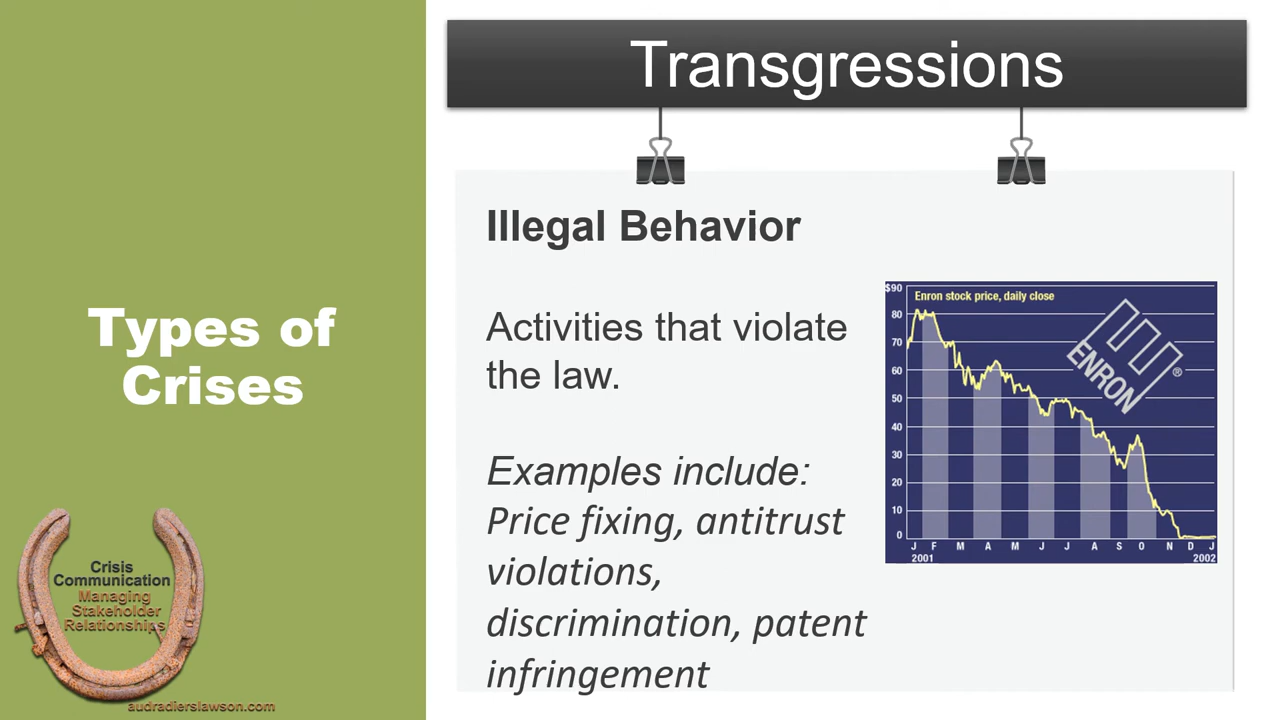 Transgressions
Types of
Crises
Illegal Behavior
Activities that violate
the law.
Examples include:
Price fixing, antitrust
violations,
discrimination, patent
infringement
$90
Enron stock price, daily close
80
70
60
50
40
30
20
10
0
ENRON
®
J F M A M J J A S O N D J
2001 2002
Crisis
Communication
Managing
Stakeholder
Relationships
audradierslawson.com